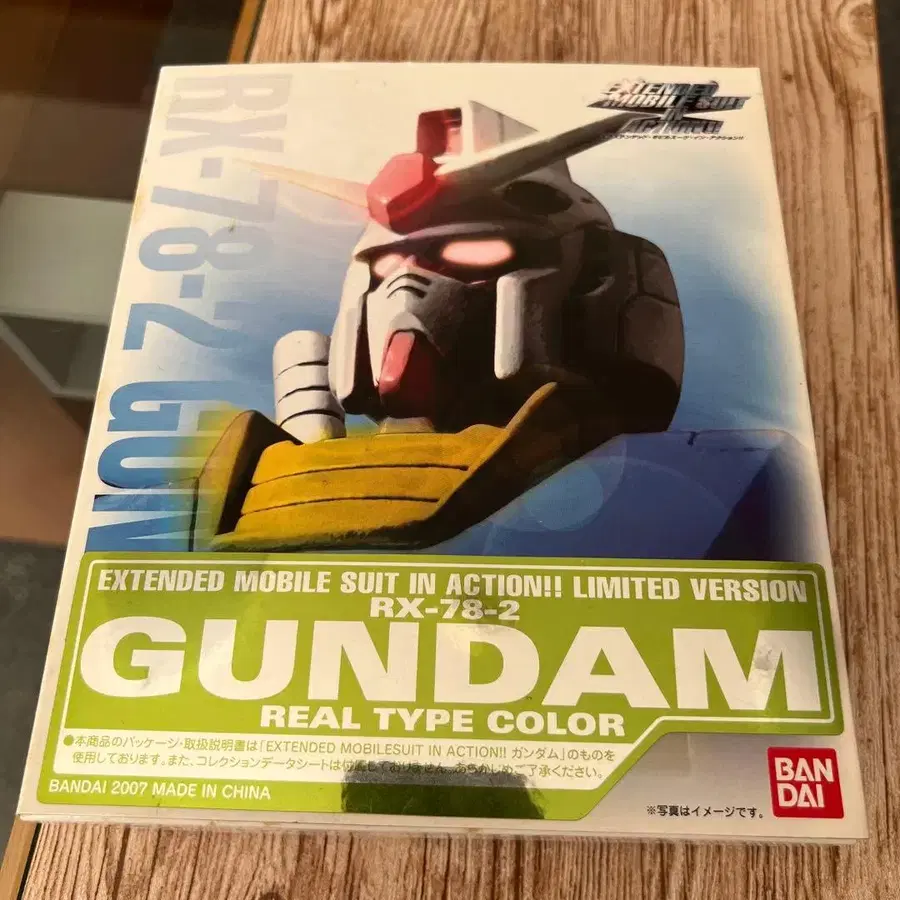 EXTENDED
MOBILE SUIT
IN
ACTION!!
RX-78-2 GUN
EXTENDED MOBILE SUIT IN ACTION!! LIMITED VERSION
RX-78-2
GUNDAM
REAL TYPE COLOR
●本商品のパッケージ・取扱説明書は「EXTENDED MOBILESUIT IN ACTION!! ガンダム」のものを
使用しております。また、コレクションデータシートは付属しておりません。あらかじめご了承ください。
BANDAI 2007 MADE IN CHINA
※写真はイメージです。
BAN
DAI